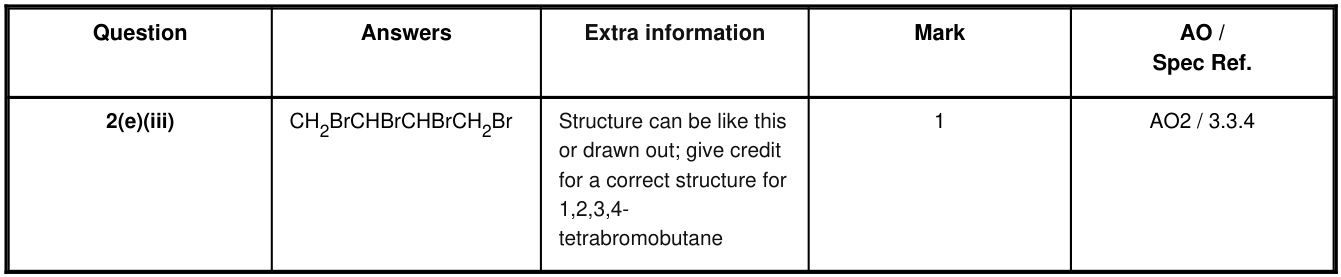 Question Answers Extra information Mark AO /
Spec Ref.
2(e)(iii) CH₂BrCHBrCHBrCH₂Br Structure can be like this 1 AO2 / 3.3.4
or drawn out; give credit
for a correct structure for
1,2,3,4-
tetrabromobutane